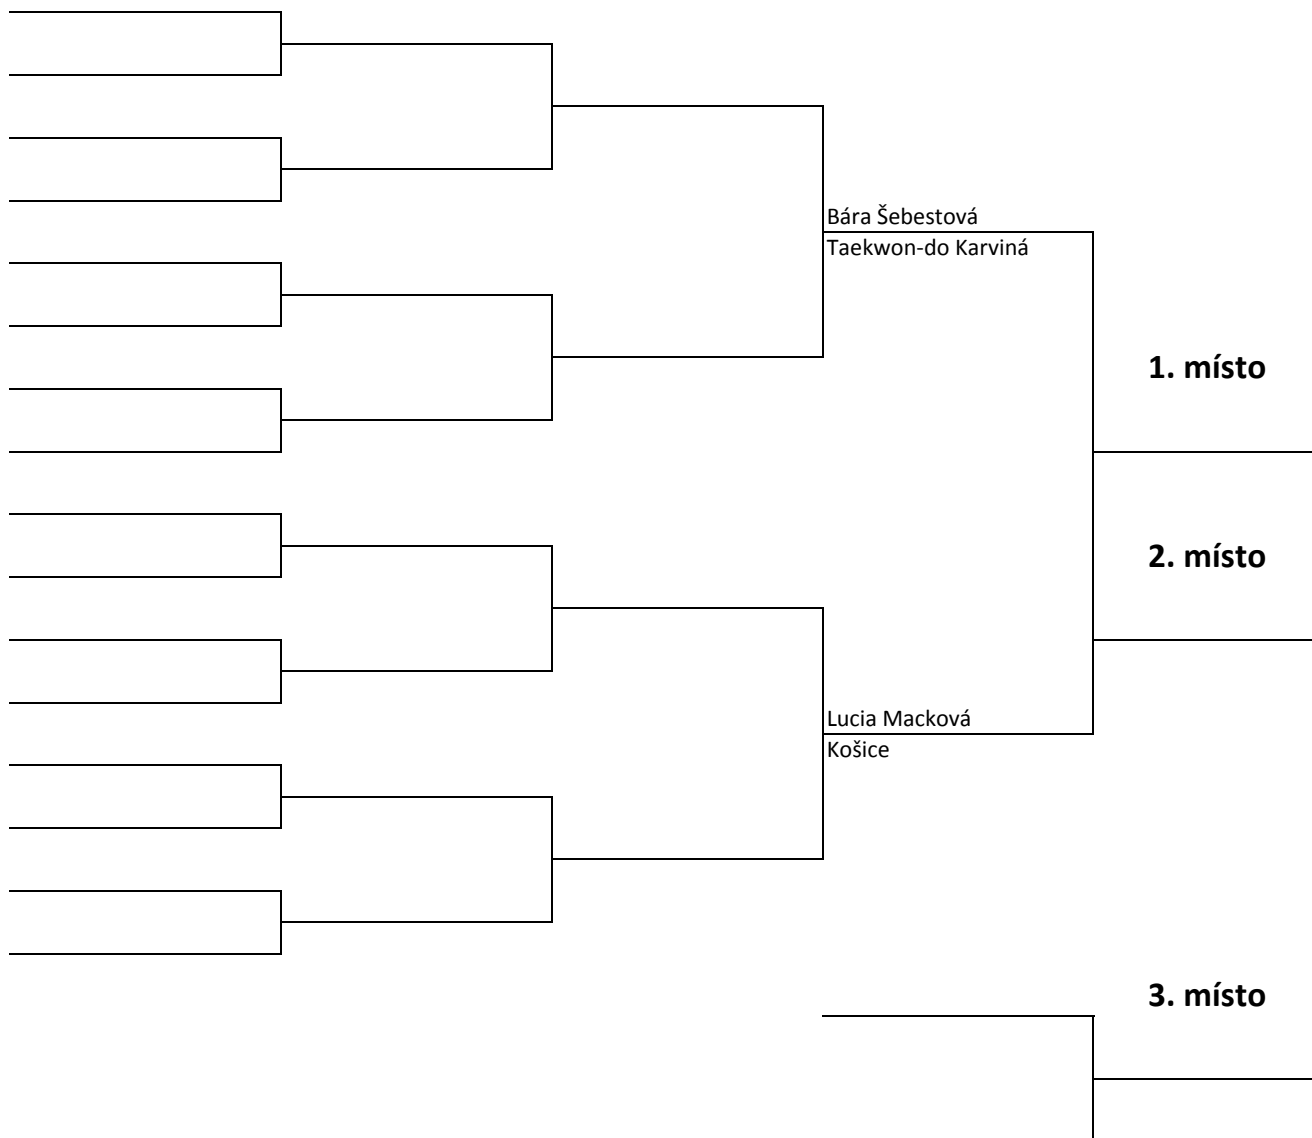 Bára Šebestová
Taekwon-do Karviná
1. místo
2. místo
Lucia Macková
Košice
3. místo